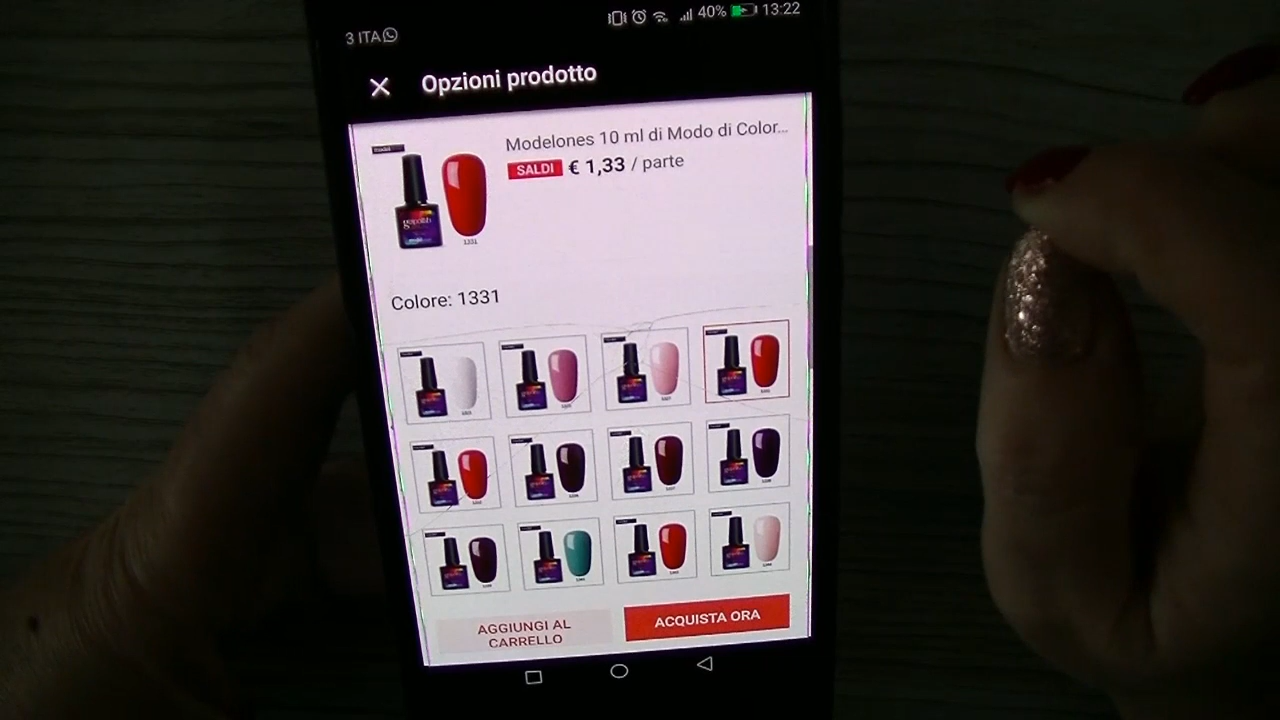 3 ITA
40%
13:22
Opzioni prodotto
Modelones 10 ml di Modo di Color...
SALDI € 1,33 / parte
1331
Colore: 1331
AGGIUNGI AL
CARRELLO
ACQUISTA ORA